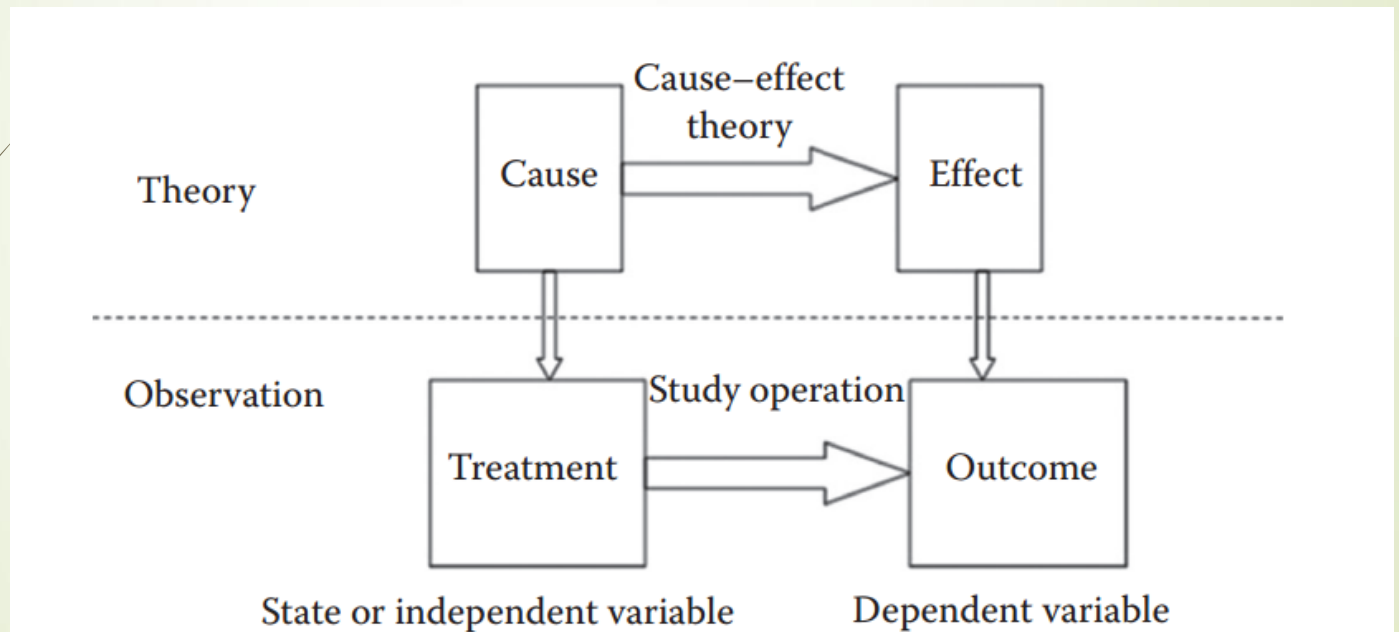 Cause–effect
theory
Cause
Effect
Theory
Observation
Study operation
Treatment
Outcome
State or independent variable
Dependent variable